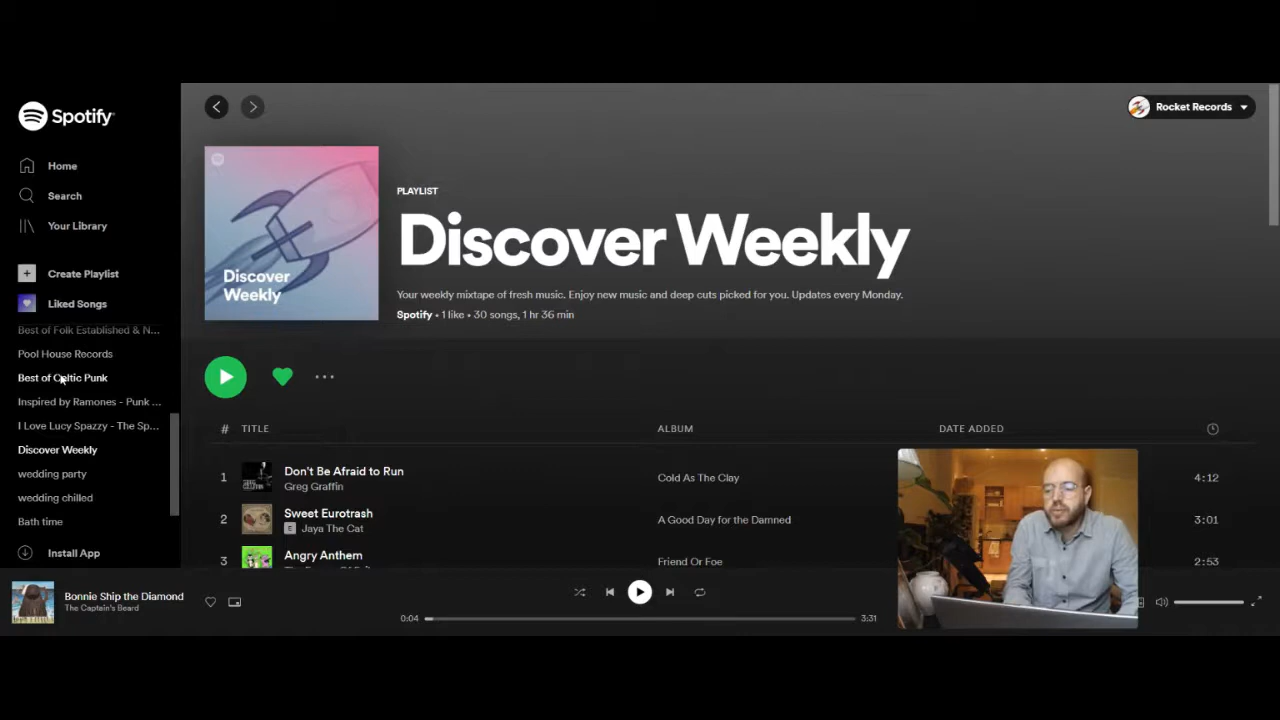 Spotify
Home
Search
Your Library
Create Playlist
Liked Songs
Best of Folk Established & N...
Pool House Records
Best of Celtic Punk
Inspired by Ramones - Punk ...
I Love Lucy Spazzy - The Sp...
Discover Weekly
wedding party
wedding chilled
Bath time
Install App
Rocket Records
Discover
Weekly
PLAYLIST
Discover Weekly
Your weekly mixtape of fresh music. Enjoy new music and deep cuts picked for you. Updates every Monday.
Spotify • 1 like • 30 songs, 1 hr 36 min
# TITLE ALBUM DATE ADDED
1 Don't Be Afraid to Run Cold As The Clay 4:12
Greg Graffin
2 Sweet Eurotrash A Good Day for the Damned 3:01
E Jaya The Cat
3 Angry Anthem Friend Or Foe 2:53
Bonnie Ship the Diamond
The Captain's Beard
0:04 3:31